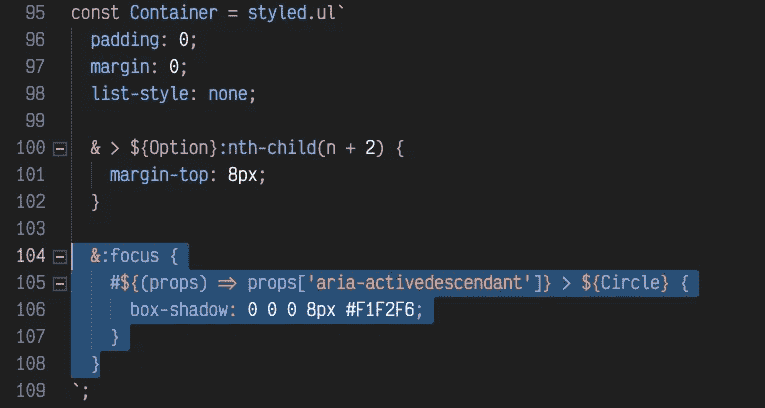 95 const Container = styled.ul`
96 padding: 0;
97 margin: 0;
98 list-style: none;
99
100 & > ${Option}:nth-child(n + 2) {
101 margin-top: 8px;
102 }
103
104 &:focus {
105 #${(props) => props['aria-activedescendant']} > ${Circle} {
106 box-shadow: 0 0 0 8px #F1F2F6;
107 }
108 }
109 `;